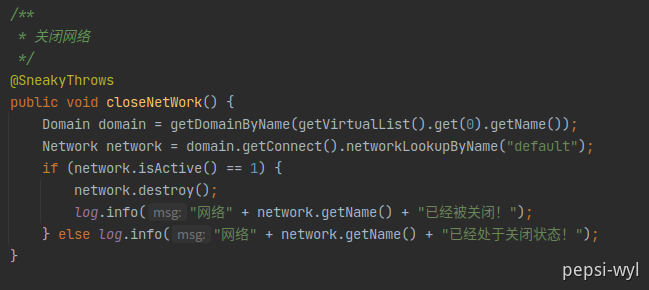 /**
 * 关闭网络
 */
@SneakyThrows
public void closeNetWork() {
    Domain domain = getDomainByName(getVirtualList().get(0).getName());
    Network network = domain.getConnect().networkLookupByName("default");
    if (network.isActive() == 1) {
        network.destroy();
        log.info( msg: "网络" + network.getName() + "已经被关闭！");
    } else log.info( msg: "网络" + network.getName() + "已经处于关闭状态！");
}
pepsi-wyl